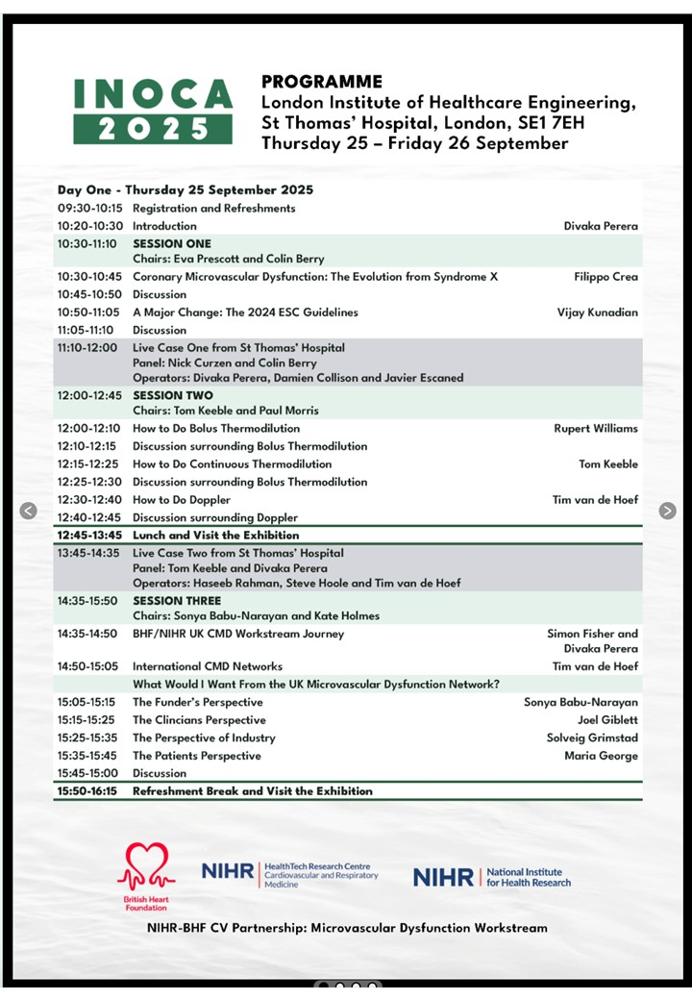 INOCA
2025
PROGRAMME
London Institute of Healthcare Engineering,
St Thomas' Hospital, London, SE1 7EH
Thursday 25 – Friday 26 September
Day One - Thursday 25 September 2025
09:30-10:15 Registration and Refreshments
10:20-10:30 Introduction Divaka Perera
10:30-11:10 SESSION ONE
Chairs: Eva Prescott and Colin Berry
10:30-10:45 Coronary Microvascular Dysfunction: The Evolution from Syndrome X Filippo Crea
10:45-10:50 Discussion
10:50-11:05 A Major Change: The 2024 ESC Guidelines Vijay Kunadian
11:05-11:10 Discussion
11:10-12:00 Live Case One from St Thomas' Hospital
Panel: Nick Curzen and Colin Berry
Operators: Divaka Perera, Damien Collison and Javier Escaned
12:00-12:45 SESSION TWO
Chairs: Tom Keeble and Paul Morris
12:00-12:10 How to Do Bolus Thermodilution Rupert Williams
12:10-12:15 Discussion surrounding Bolus Thermodilution
12:15-12:25 How to Do Continuous Thermodilution Tom Keeble
12:25-12:30 Discussion surrounding Bolus Thermodilution
12:30-12:40 How to Do Doppler Tim van de Hoef
12:40-12:45 Discussion surrounding Doppler
12:45-13:45 Lunch and Visit the Exhibition
13:45-14:35 Live Case Two from St Thomas' Hospital
Panel: Tom Keeble and Divaka Perera
Operators: Haseeb Rahman, Steve Hoole and Tim van de Hoef
14:35-15:50 SESSION THREE
Chairs: Sonya Babu-Narayan and Kate Holmes
14:35-14:50 BHF/NIHR UK CMD Workstream Journey Simon Fisher and
Divaka Perera
14:50-15:05 International CMD Networks Tim van de Hoef
What Would I Want From the UK Microvascular Dysfunction Network?
15:05-15:15 The Funder's Perspective Sonya Babu-Narayan
15:15-15:25 The Clincians Perspective Joel Giblett
15:25-15:35 The Perspective of Industry Solveig Grimstad
15:35-15:45 The Patients Perspective Maria George
15:45-15:00 Discussion
15:50-16:15 Refreshment Break and Visit the Exhibition
British Heart
Foundation
NIHR HealthTech Research Centre
Cardiovascular and Respiratory
Medicine
NIHR National Institute
for Health Research
NIHR-BHF CV Partnership: Microvascular Dysfunction Workstream